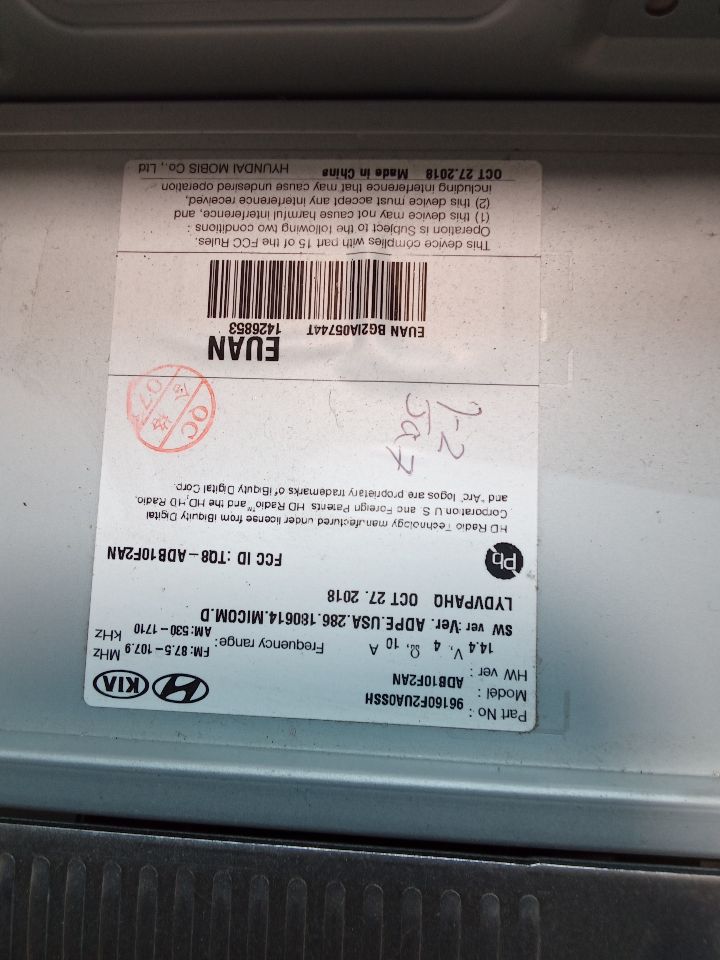 Part No : 96160F2UA0SSH
Model : ADB10F2AN
HW ver :
14.4 V, 4 Ω, 10 A
HYUNDAI KIA
Frequency range: FM: 87.5-107.9 MHz
AM: 530-1710 KHz
SW ver :Ver. ADPE.USA.286.180614.MICOM.D
LYDVPAHQ OCT 27. 2018
Pb
FCC ID :TQ8-ADB10F2AN
HD Radio Technology manufactured under license from iBiquity Digital
Corporation U.S. and Foreign Patents HD Radio™ and the HD,HD Radio,
and "Arc" logos are proprietary trademarks of iBiquity Digital Corp.
QC
EUAN
1426853
EUAN BG2IA05744T
This device complies with part 15 of the FCC Rules.
Operation is Subject to the following two conditions :
(1) this device may not cause harmful interference, and
(2) this device must accept any interference received,
including interference that may cause undesired operation
OCT 27.2018 Made in China HYUNDAI MOBIS Co., Ltd